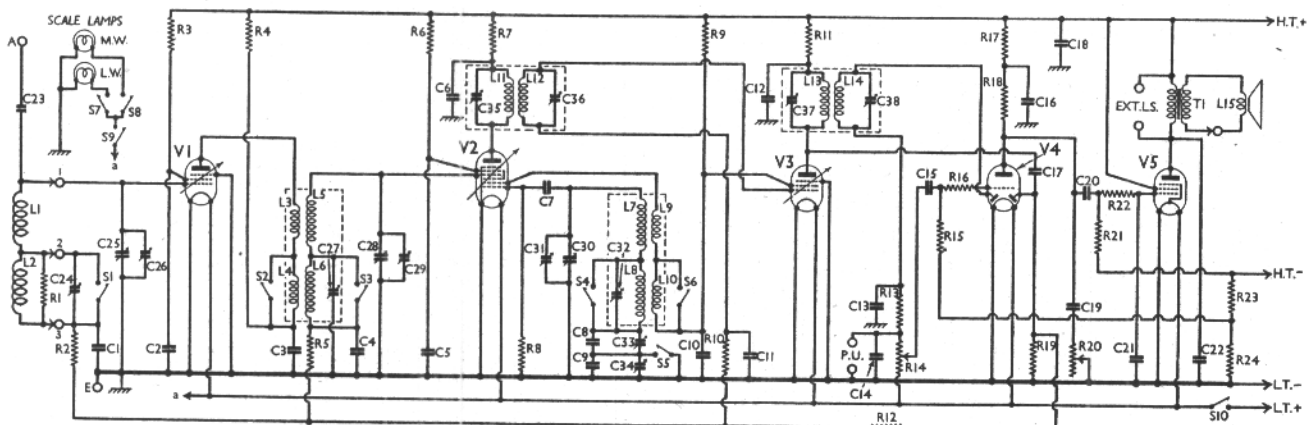 SCALE LAMPS
M.W.
L.W.
S7
S8
S9
a
A
C23
1
L1
2
L2
C24
R1
S1
3
R2
C1
E
C25
C26
R3
C2
V1
R4
L3
L5
L4
L6
S2
C27
S3
C3
R5
C4
C28
C29
R6
C5
R7
C6
L11
L12
C35
C36
V2
C7
R8
C31
C30
L7
L9
C32
L8
L10
S4
S6
C8
C9
C33
C34
S5
C10
R9
R10
C11
R11
C12
L13
L14
C37
C38
V3
C13
R13
P.U.
C14
R14
R12
C15
R16
R15
V4
R17
R18
C16
C18
C17
R19
C20
C19
R20
R22
R21
C21
V5
C22
EXT.L.S.
T1
L15
R23
R24
H.T.+
H.T.-
L.T.-
a
S10
L.T.+